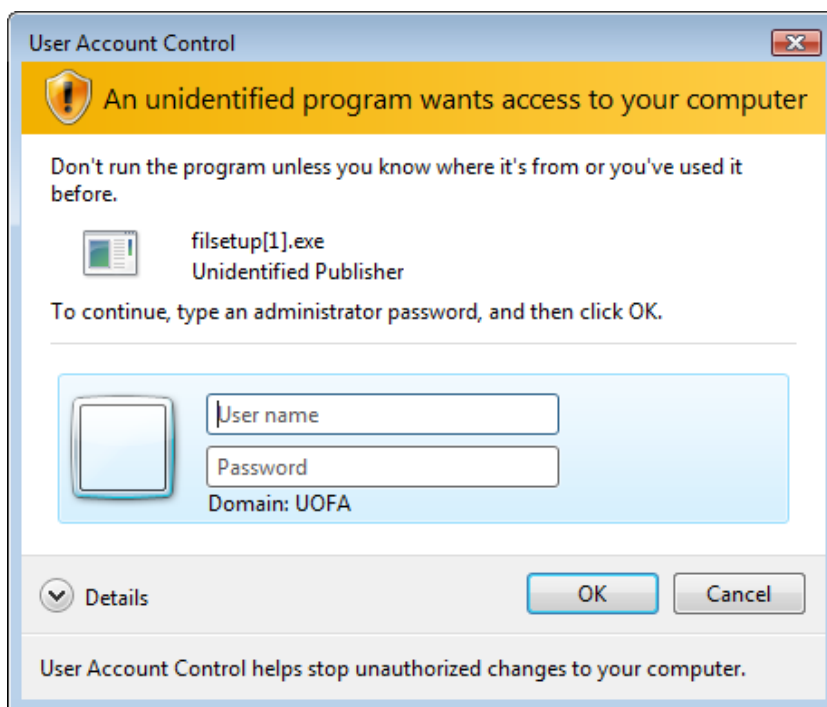 User Account Control
An unidentified program wants access to your computer
Don't run the program unless you know where it's from or you've used it
before.
filsetup[1].exe
Unidentified Publisher
To continue, type an administrator password, and then click OK.
User name
Password
Domain: UOFA
Details
OK
Cancel
User Account Control helps stop unauthorized changes to your computer.